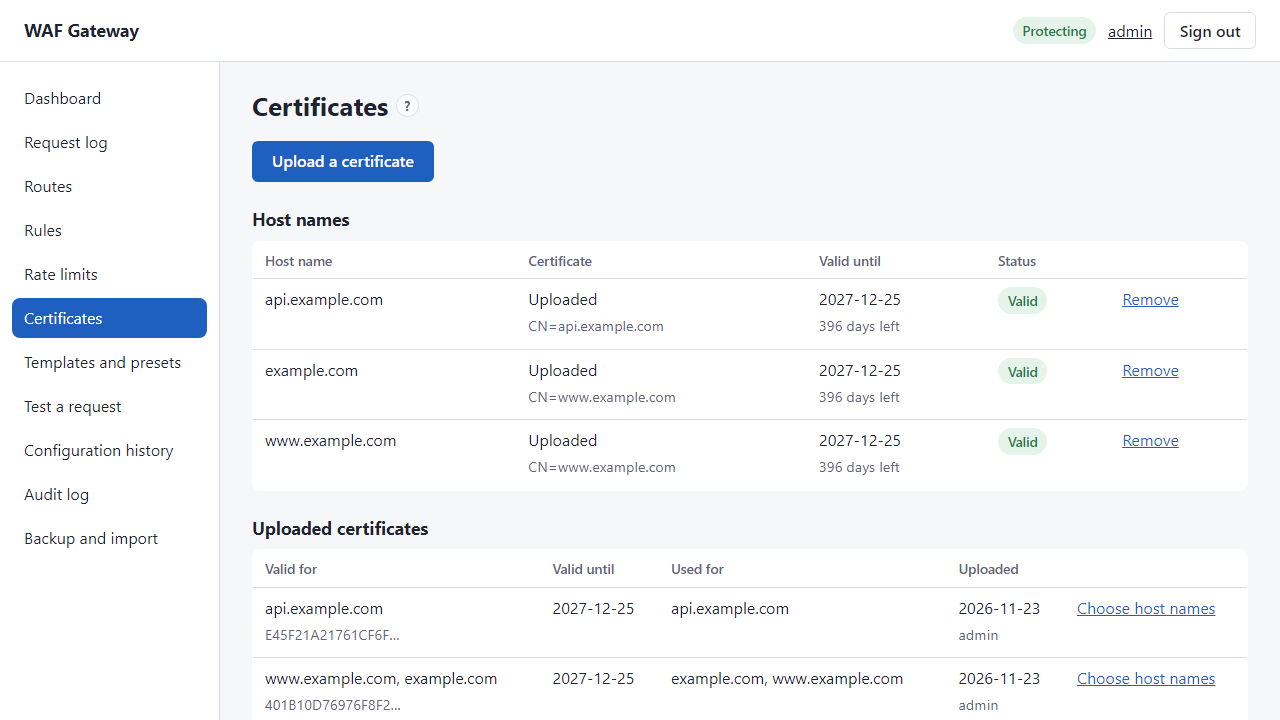 WAF Gateway
Protecting admin Sign out
Dashboard
Request log
Routes
Rules
Rate limits
Certificates
Templates and presets
Test a request
Configuration history
Audit log
Backup and import
Certificates ?
Upload a certificate
Host names
Host name Certificate Valid until Status
api.example.com Uploaded 2027-12-25 Valid Remove
CN=api.example.com 396 days left
example.com Uploaded 2027-12-25 Valid Remove
CN=www.example.com 396 days left
www.example.com Uploaded 2027-12-25 Valid Remove
CN=www.example.com 396 days left
Uploaded certificates
Valid for Valid until Used for Uploaded
api.example.com 2027-12-25 api.example.com 2026-11-23 Choose host names
E45F21A21761CF6F... admin
www.example.com, example.com 2027-12-25 example.com, www.example.com 2026-11-23 Choose host names
401B10D76976F8F2... admin